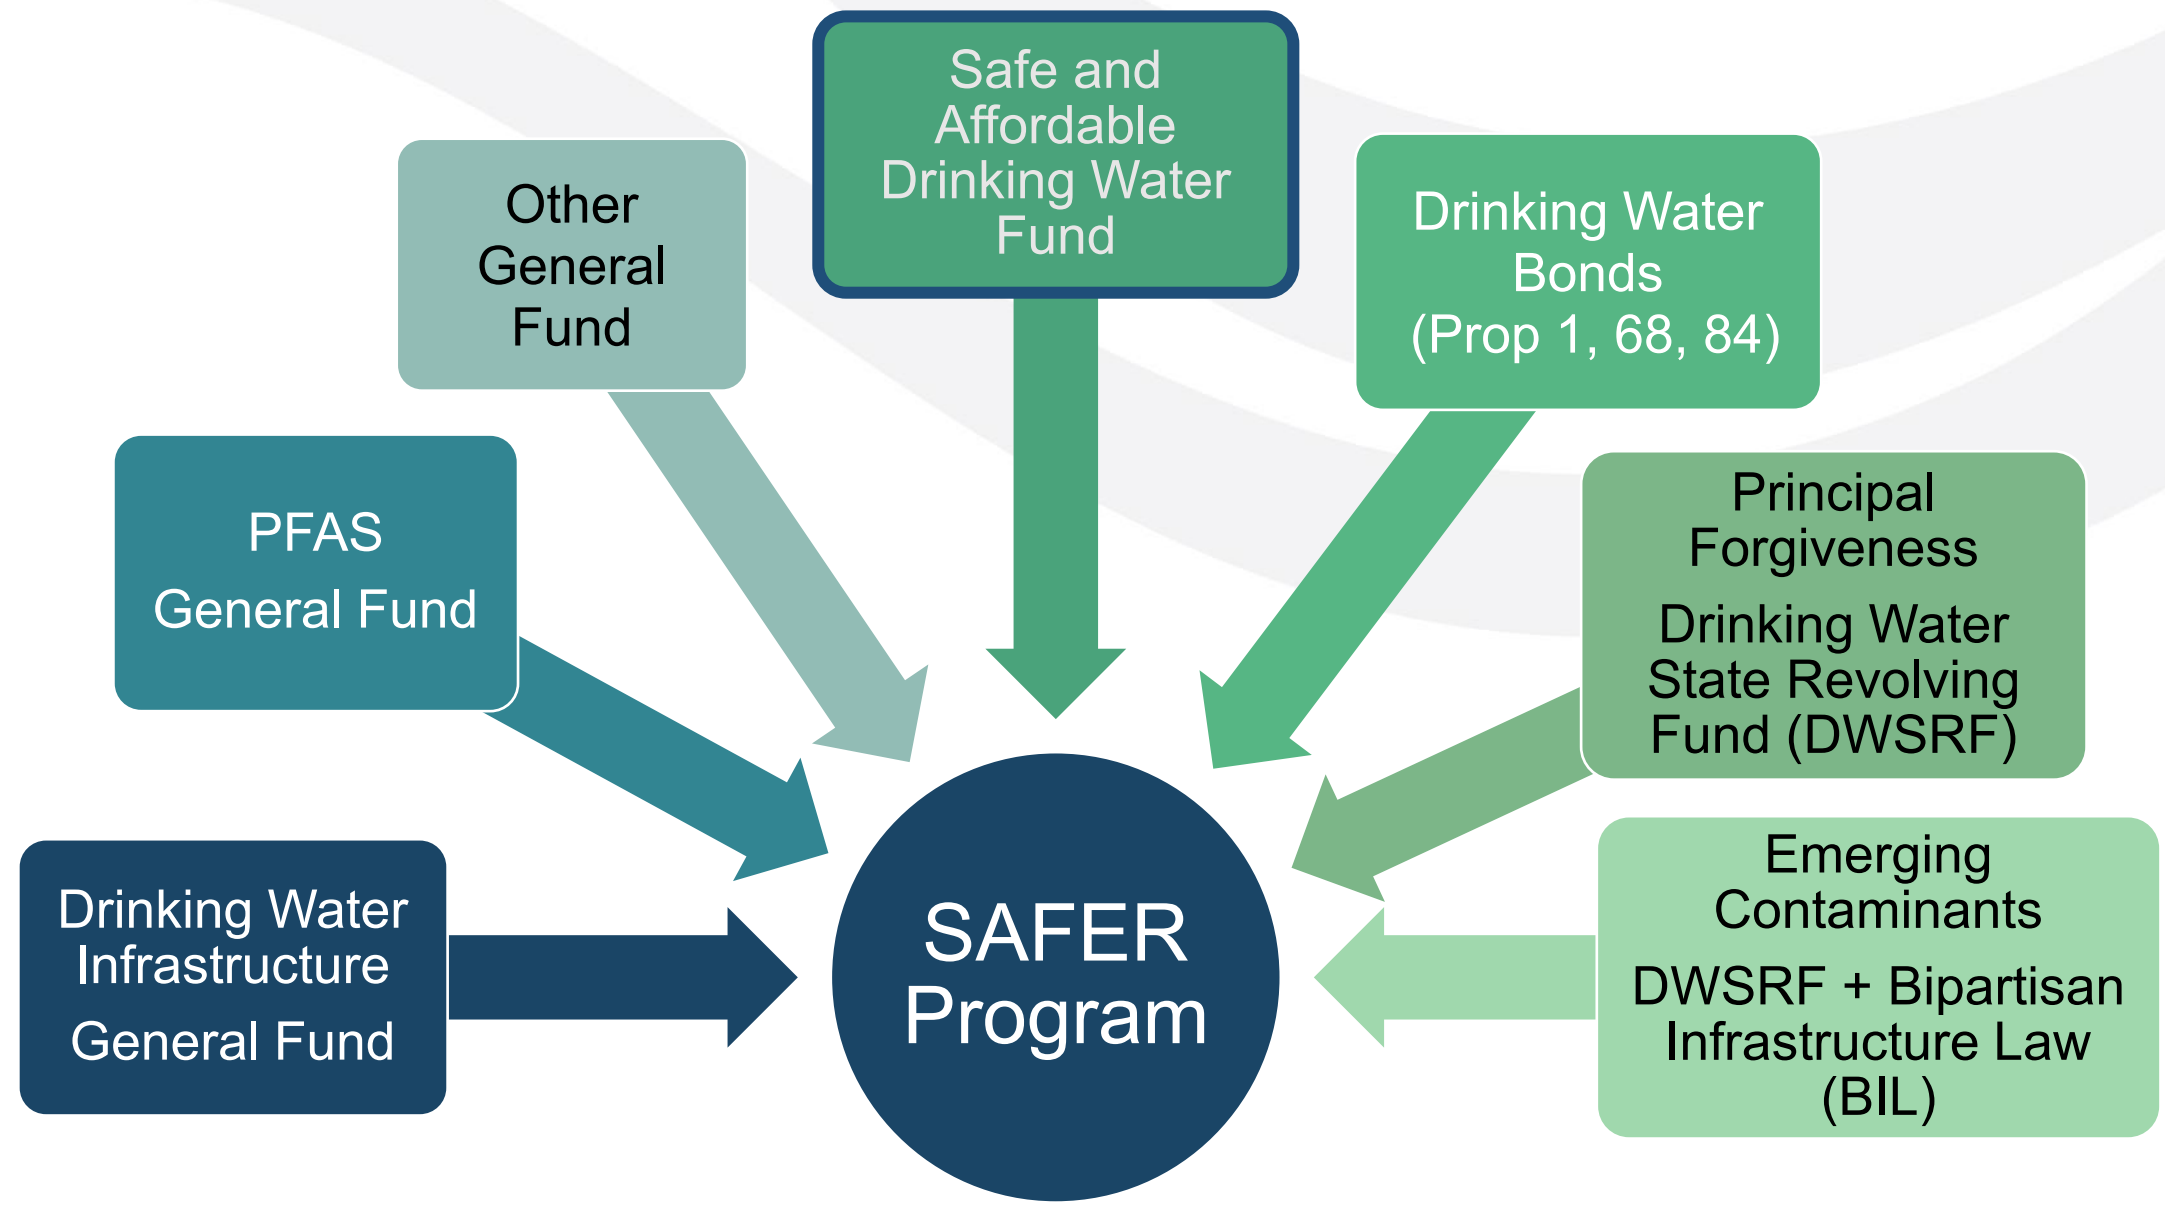 Safe and
Affordable
Drinking Water
Fund
Other
General
Fund
Drinking Water
Bonds
(Prop 1, 68, 84)
PFAS
General Fund
Principal
Forgiveness
Drinking Water
State Revolving
Fund (DWSRF)
Drinking Water
Infrastructure
General Fund
SAFER
Program
Emerging
Contaminants
DWSRF + Bipartisan
Infrastructure Law
(BIL)